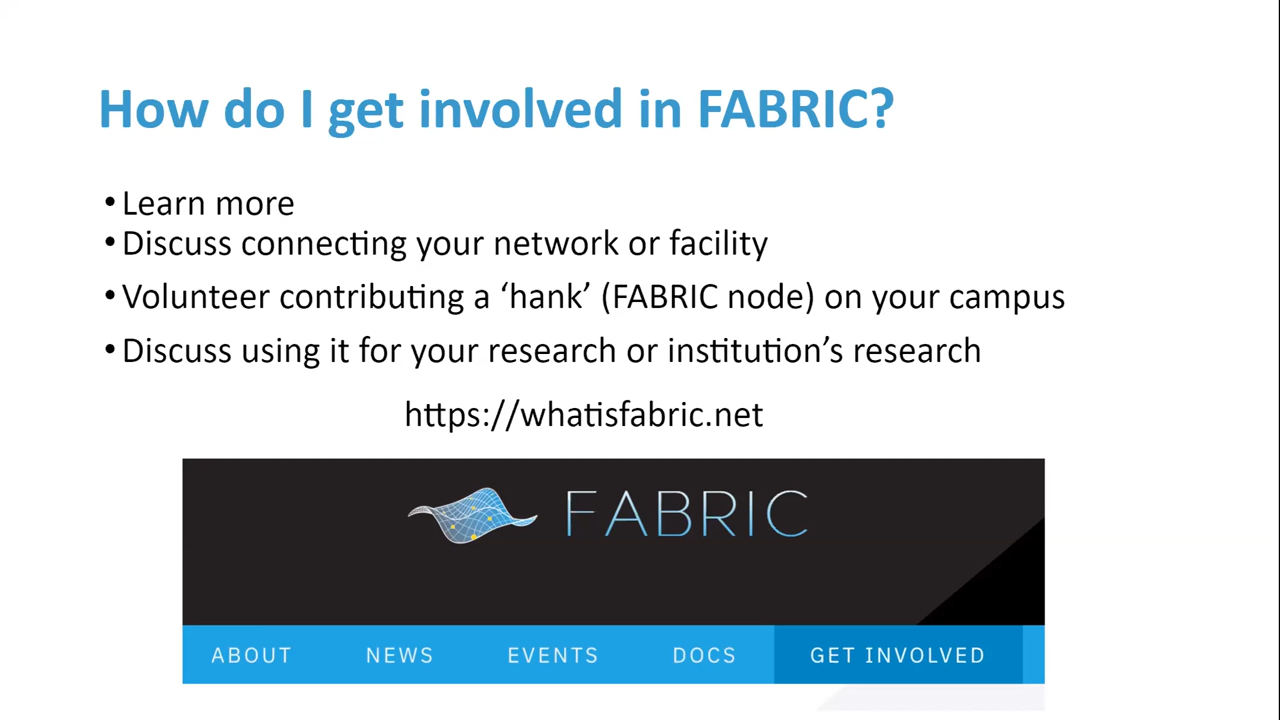 How do I get involved in FABRIC?
•Learn more
•Discuss connecting your network or facility
•Volunteer contributing a ‘hank’ (FABRIC node) on your campus
•Discuss using it for your research or institution’s research
https://whatisfabric.net
FABRIC
ABOUT NEWS EVENTS DOCS GET INVOLVED